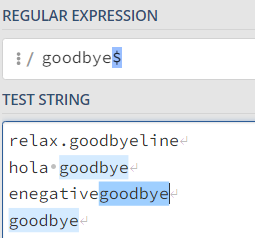 REGULAR EXPRESSION
/ goodbye$
TEST STRING
relax.goodbyeline
hola goodbye
enegativegoodbye
goodbye